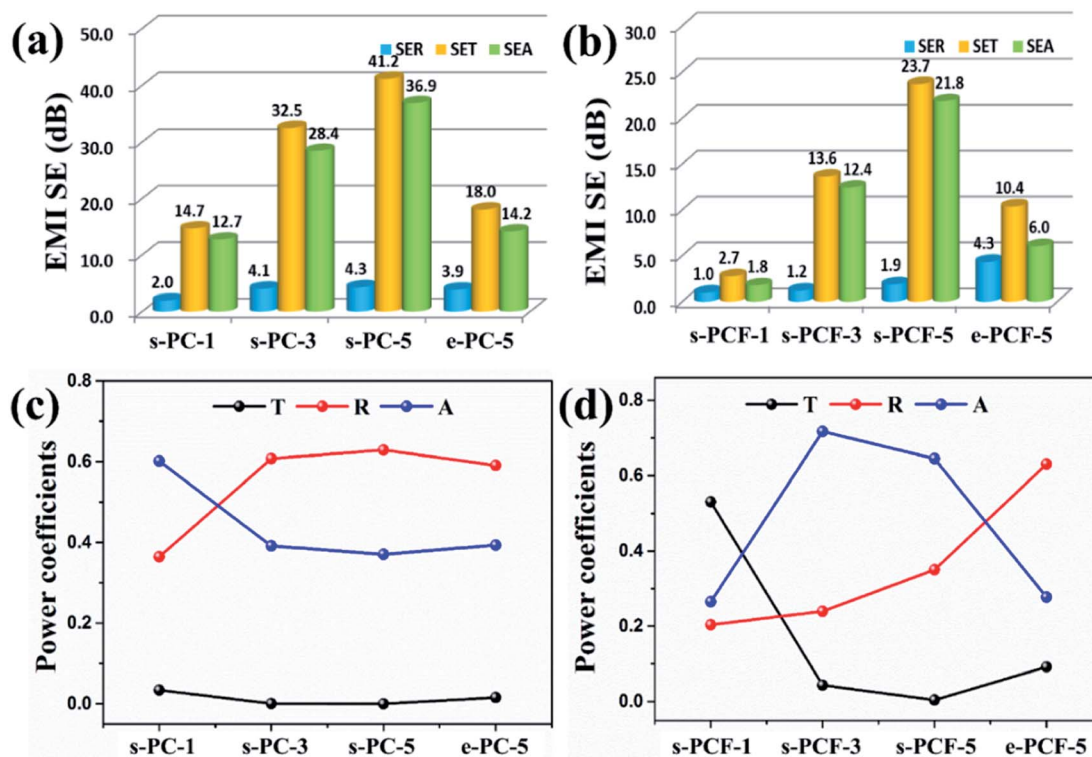 (a)
EMI SE (dB)
50.0
40.0
30.0
20.0
10.0
0.0
SER SET SEA
2.0 14.7 12.7
4.1 32.5 28.4
4.3 41.2 36.9
3.9 18.0 14.2
s-PC-1 s-PC-3 s-PC-5 e-PC-5
(b)
EMI SE (dB)
30.0
25.0
20.0
15.0
10.0
5.0
0.0
SER SET SEA
1.0 2.7 1.8
1.2 13.6 12.4
1.9 23.7 21.8
4.3 10.4 6.0
s-PCF-1 s-PCF-3 s-PCF-5 e-PCF-5
(c)
Power coefficients
0.8
0.6
0.4
0.2
0.0
T R A
s-PC-1 s-PC-3 s-PC-5 e-PC-5
(d)
Power coefficients
0.8
0.6
0.4
0.2
0.0
T R A
s-PCF-1 s-PCF-3 s-PCF-5 e-PCF-5